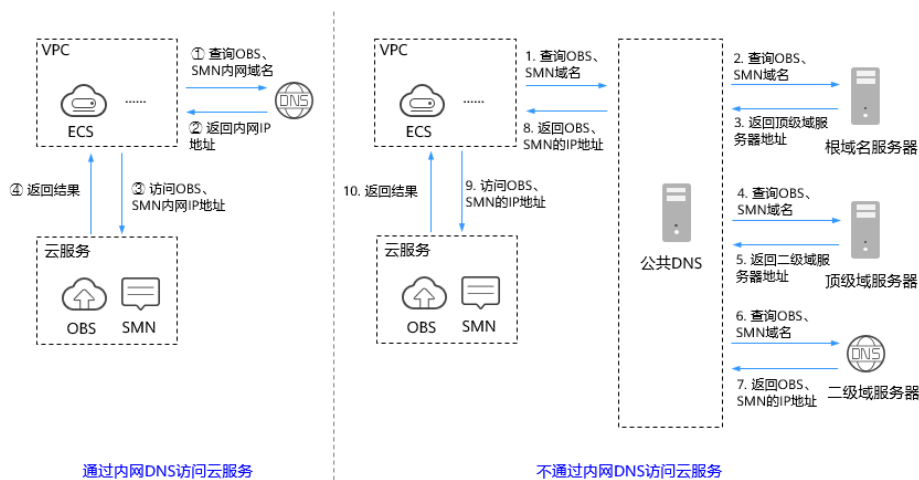 VPC
① 查询OBS、
SMN内网域名
......
ECS
DNS
② 返回内网IP
地址
④ 返回结果
③ 访问OBS、
SMN内网IP地址
云服务
OBS
SMN
通过内网DNS访问云服务
VPC
......
ECS
1. 查询OBS、
SMN域名
8. 返回OBS、
SMN的IP地址
10. 返回结果
9. 访问OBS、
SMN的IP地址
云服务
OBS
SMN
公共DNS
2. 查询OBS、
SMN域名
3. 返回顶级域服
务器地址
根域名服务器
4. 查询OBS、
SMN域名
5. 返回二级域服
务器地址
顶级域服务器
6. 查询OBS、
SMN域名
DNS
7. 返回OBS、
SMN的IP地址
二级域服务器
不通过内网DNS访问云服务